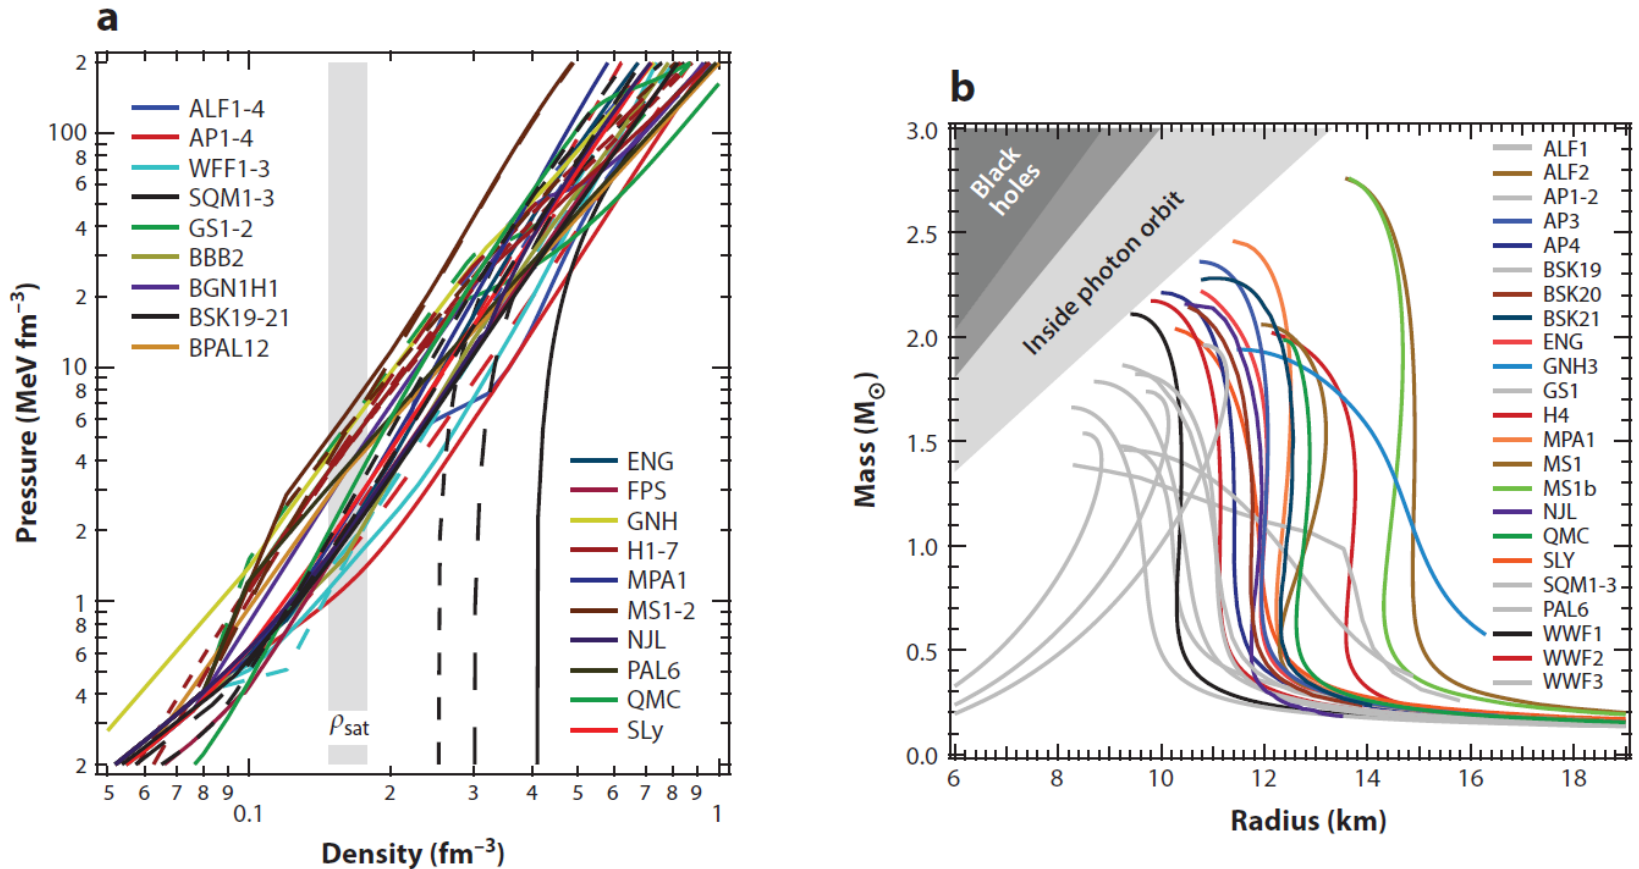 a
2
100
8
6
4
2
10
8
6
4
2
1
8
6
4
2
Pressure (MeV fm⁻³)
ALF1-4
AP1-4
WFF1-3
SQM1-3
GS1-2
BBB2
BGN1H1
BSK19-21
BPAL12
ENG
FPS
GNH
H1-7
MPA1
MS1-2
NJL
PAL6
QMC
SLy
ρsat
5 6 7 8 9 2 3 4 5 6 7 8 9
0.1 1
Density (fm⁻³)
b
3.0
2.5
2.0
1.5
1.0
0.5
0.0
Mass (M⊙)
Black
holes
Inside photon orbit
ALF1
ALF2
AP1-2
AP3
AP4
BSK19
BSK20
BSK21
ENG
GNH3
GS1
H4
MPA1
MS1
MS1b
NJL
QMC
SLY
SQM1-3
PAL6
WWF1
WWF2
WWF3
6 8 10 12 14 16 18
Radius (km)